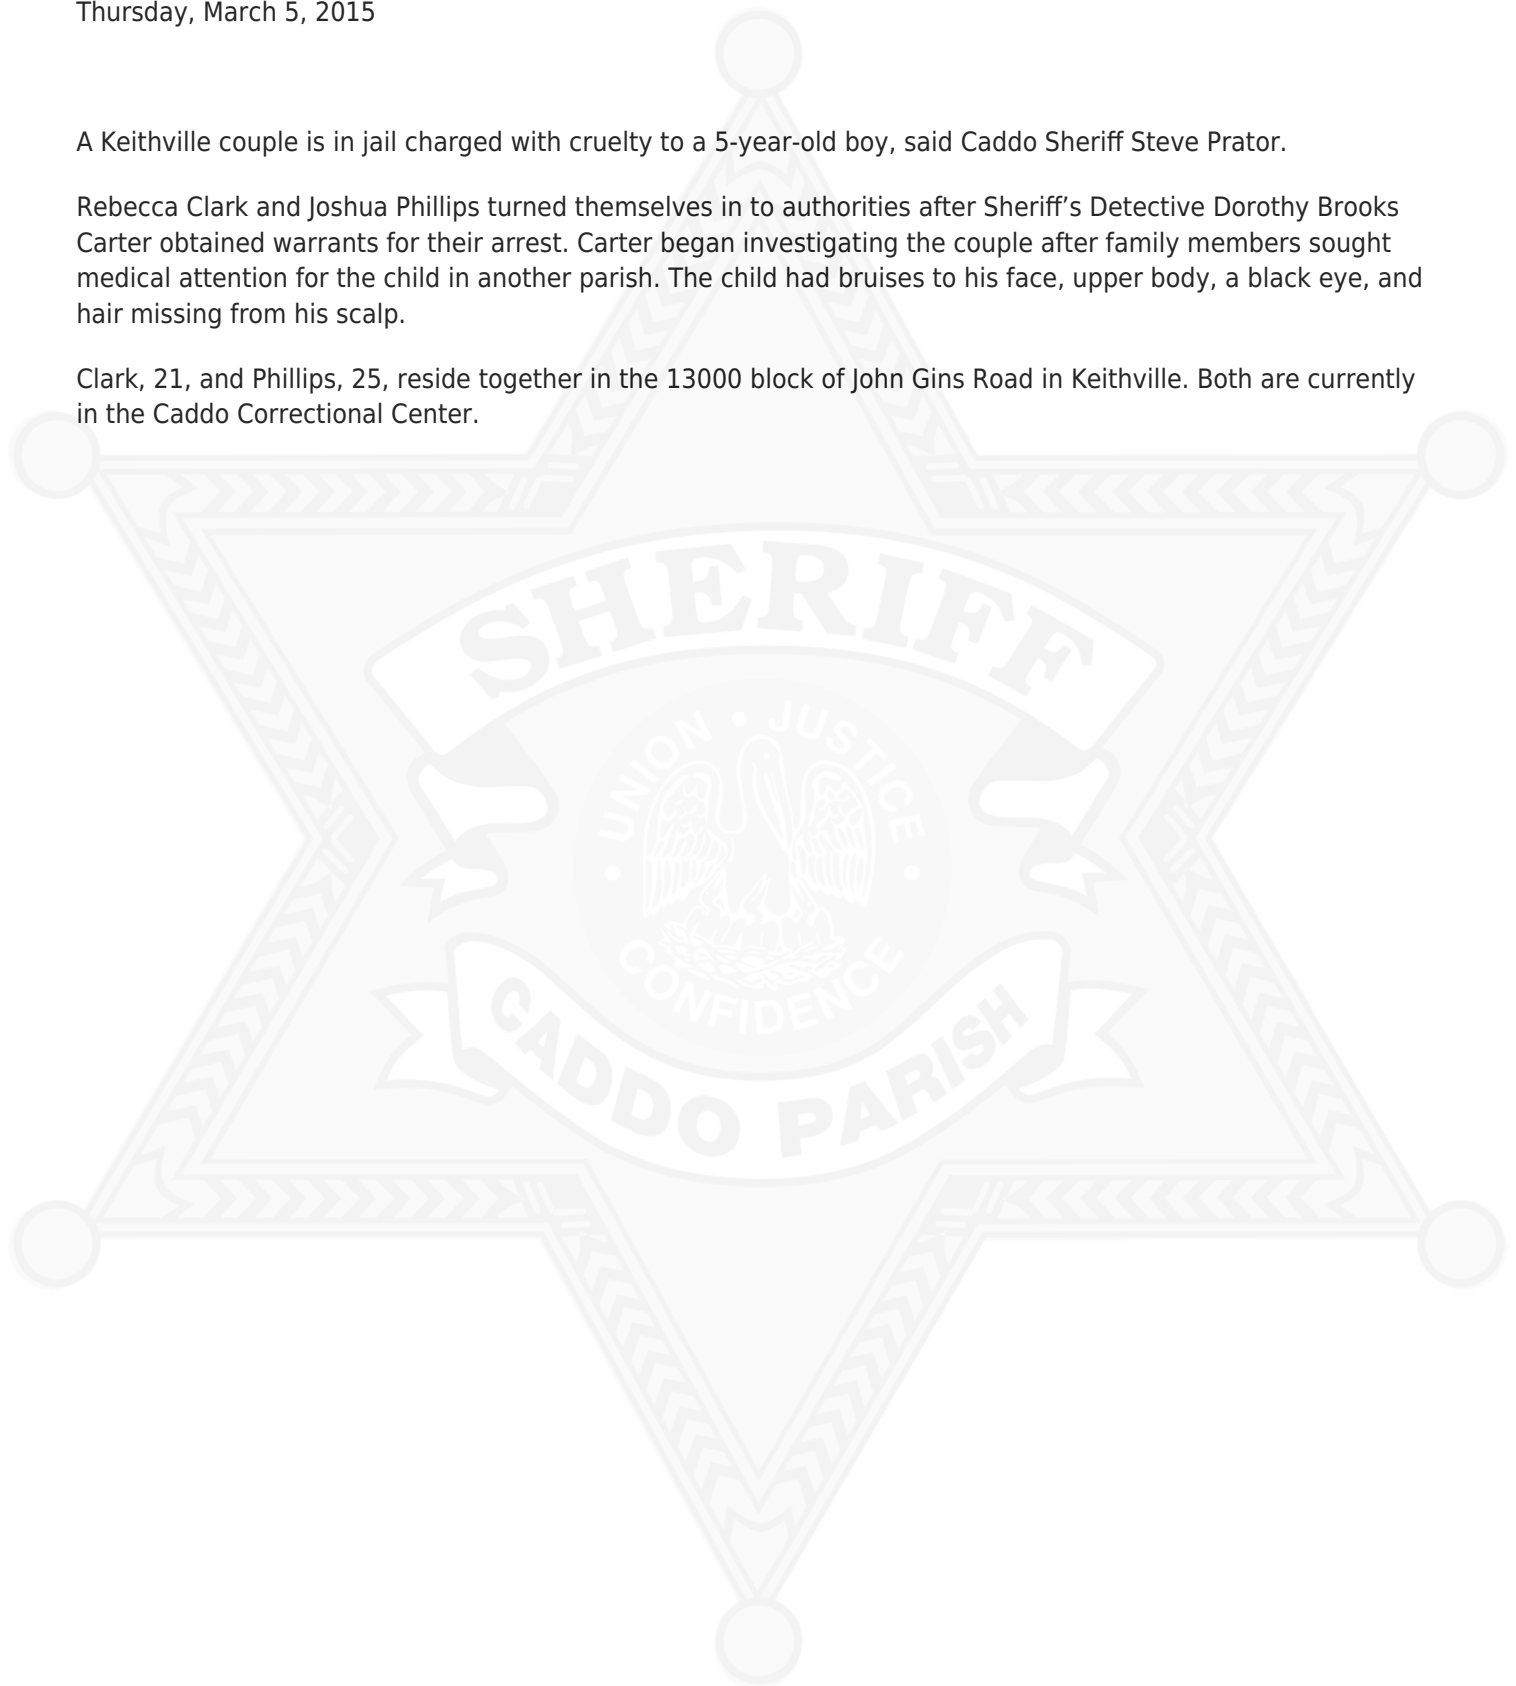 Thursday, March 5, 2015
A Keithville couple is in jail charged with cruelty to a 5-year-old boy, said Caddo Sheriff Steve Prator.
Rebecca Clark and Joshua Phillips turned themselves in to authorities after Sheriff’s Detective Dorothy Brooks
Carter obtained warrants for their arrest. Carter began investigating the couple after family members sought
medical attention for the child in another parish. The child had bruises to his face, upper body, a black eye, and
hair missing from his scalp.
Clark, 21, and Phillips, 25, reside together in the 13000 block of John Gins Road in Keithville. Both are currently
in the Caddo Correctional Center.
SHERIFF
UNION • JUSTICE •
• CONFIDENCE
CADDO PARISH